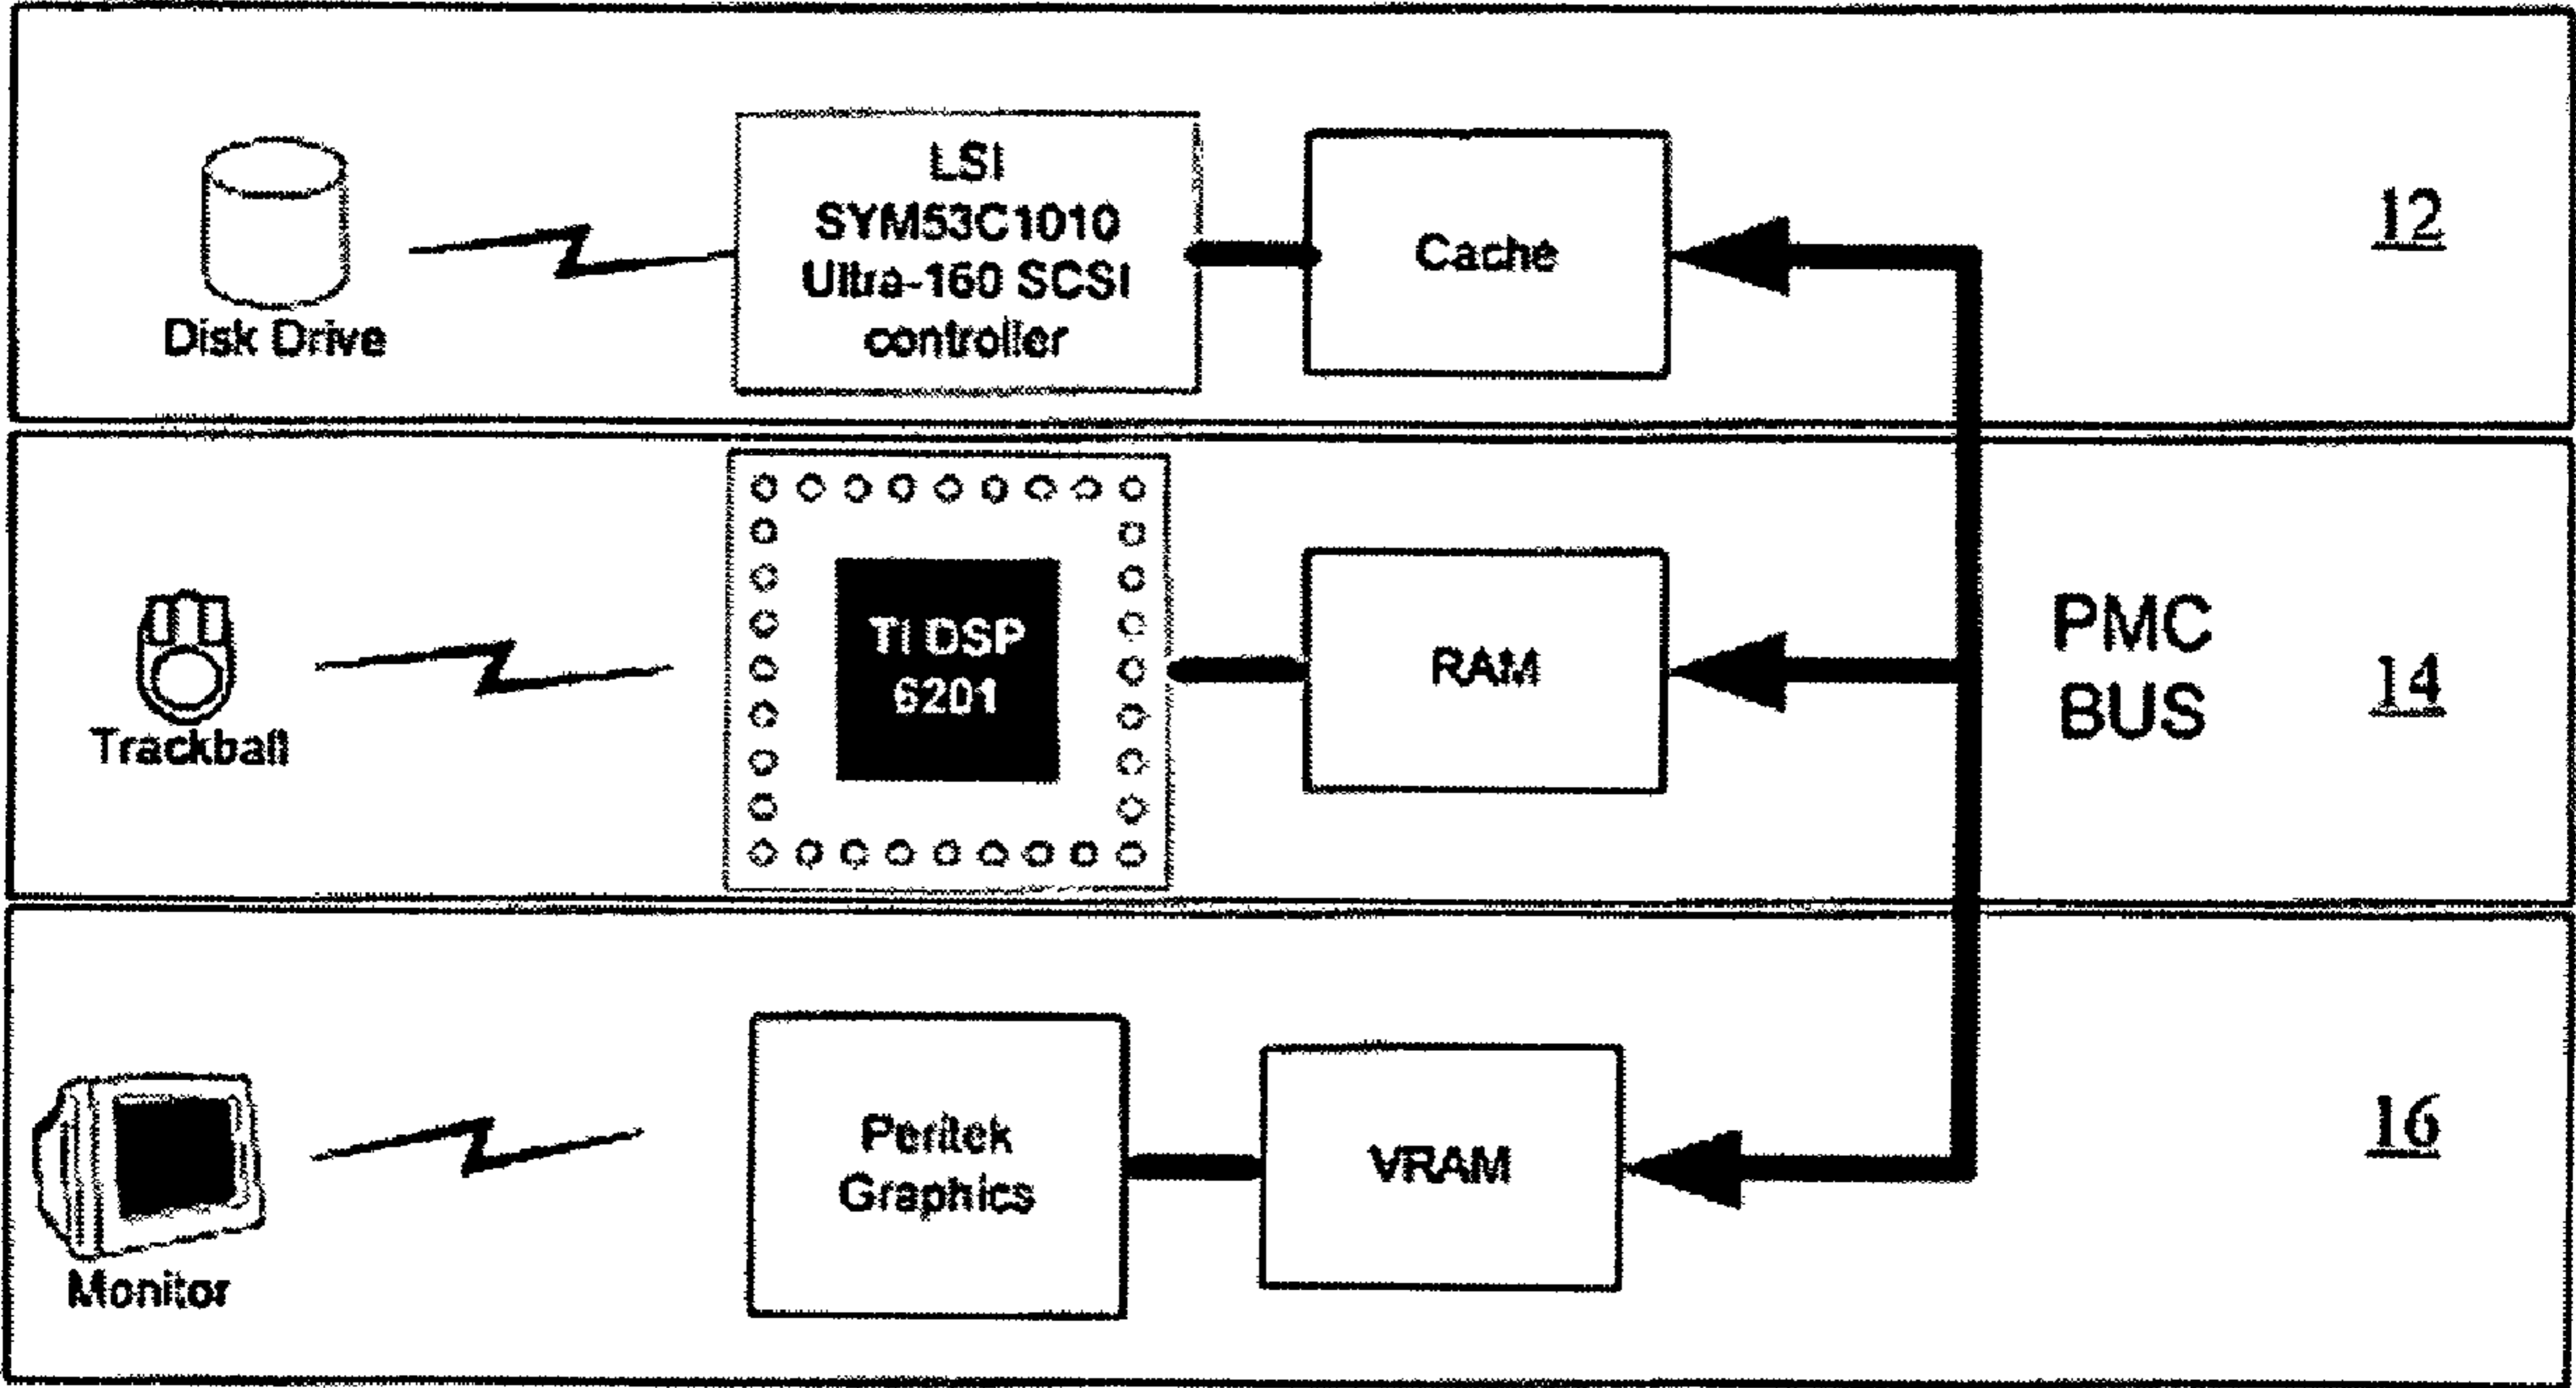 LSI
SYM53C1010
Ultra-160 SCSI
controller
Cache
12
Disk Drive
TI DSP
6201
RAM
PMC
BUS
14
Trackball
Peritek
Graphics
VRAM
16
Monitor